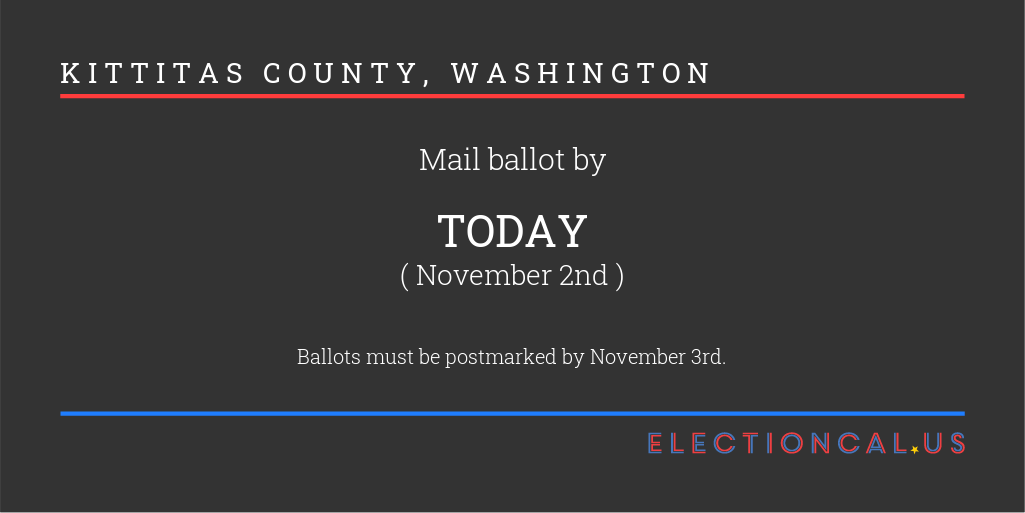 KITTITAS COUNTY, WASHINGTON
Mail ballot by
TODAY
( November 2nd )
Ballots must be postmarked by November 3rd.
ELECTIONCAL.US